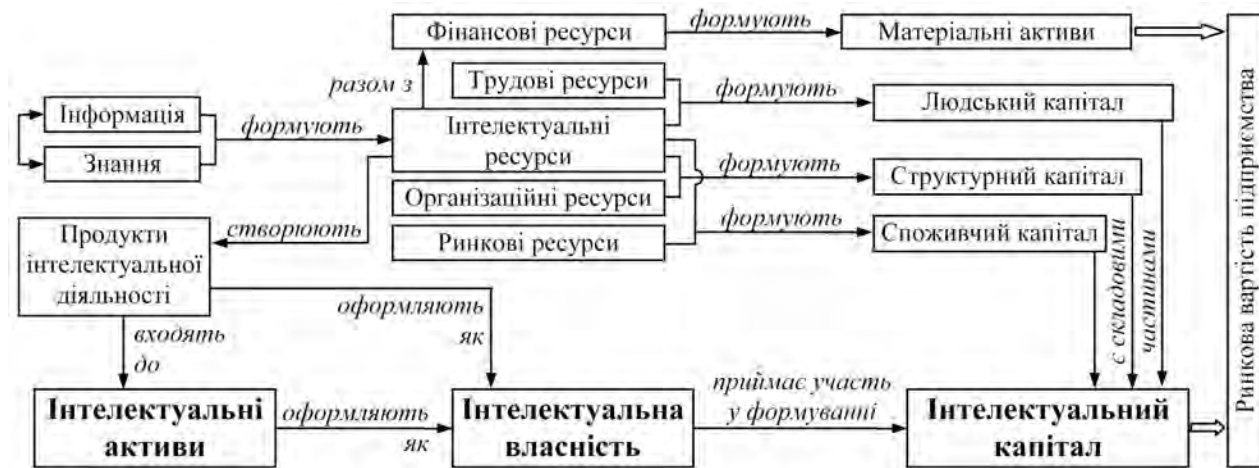 Фінансові ресурси
формують
Матеріальні активи
разом з
Трудові ресурси
формують
Людський капітал
Інформація
Знання
формують
Інтелектуальні
ресурси
формують
Структурний капітал
Організаційні ресурси
Ринкові ресурси
формують
Споживчий капітал
створюють
Продукти
інтелектуальної
діяльності
оформляють
як
входять
до
є складовими
частинами
Інтелектуальні
активи
оформляють
як
Інтелектуальна
власність
приймає участь
у формуванні
Інтелектуальний
капітал
Ринкова вартість підприємства